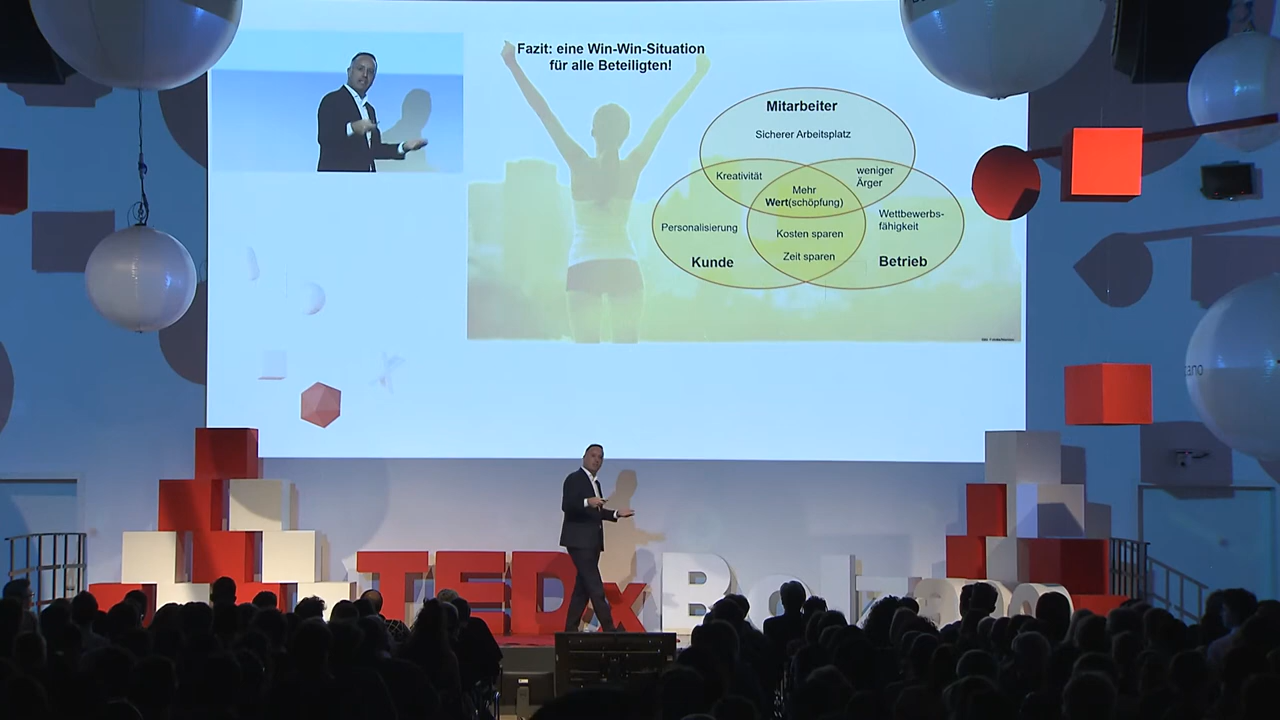 Fazit: eine Win-Win-Situation
für alle Beteiligten!
Mitarbeiter
Sicherer Arbeitsplatz
Kreativität
weniger
Ärger
Mehr
Wert(schöpfung)
Personalisierung
Wettbewerbs-
fähigkeit
Kosten sparen
Zeit sparen
Kunde
Betrieb
TEDxBolzano